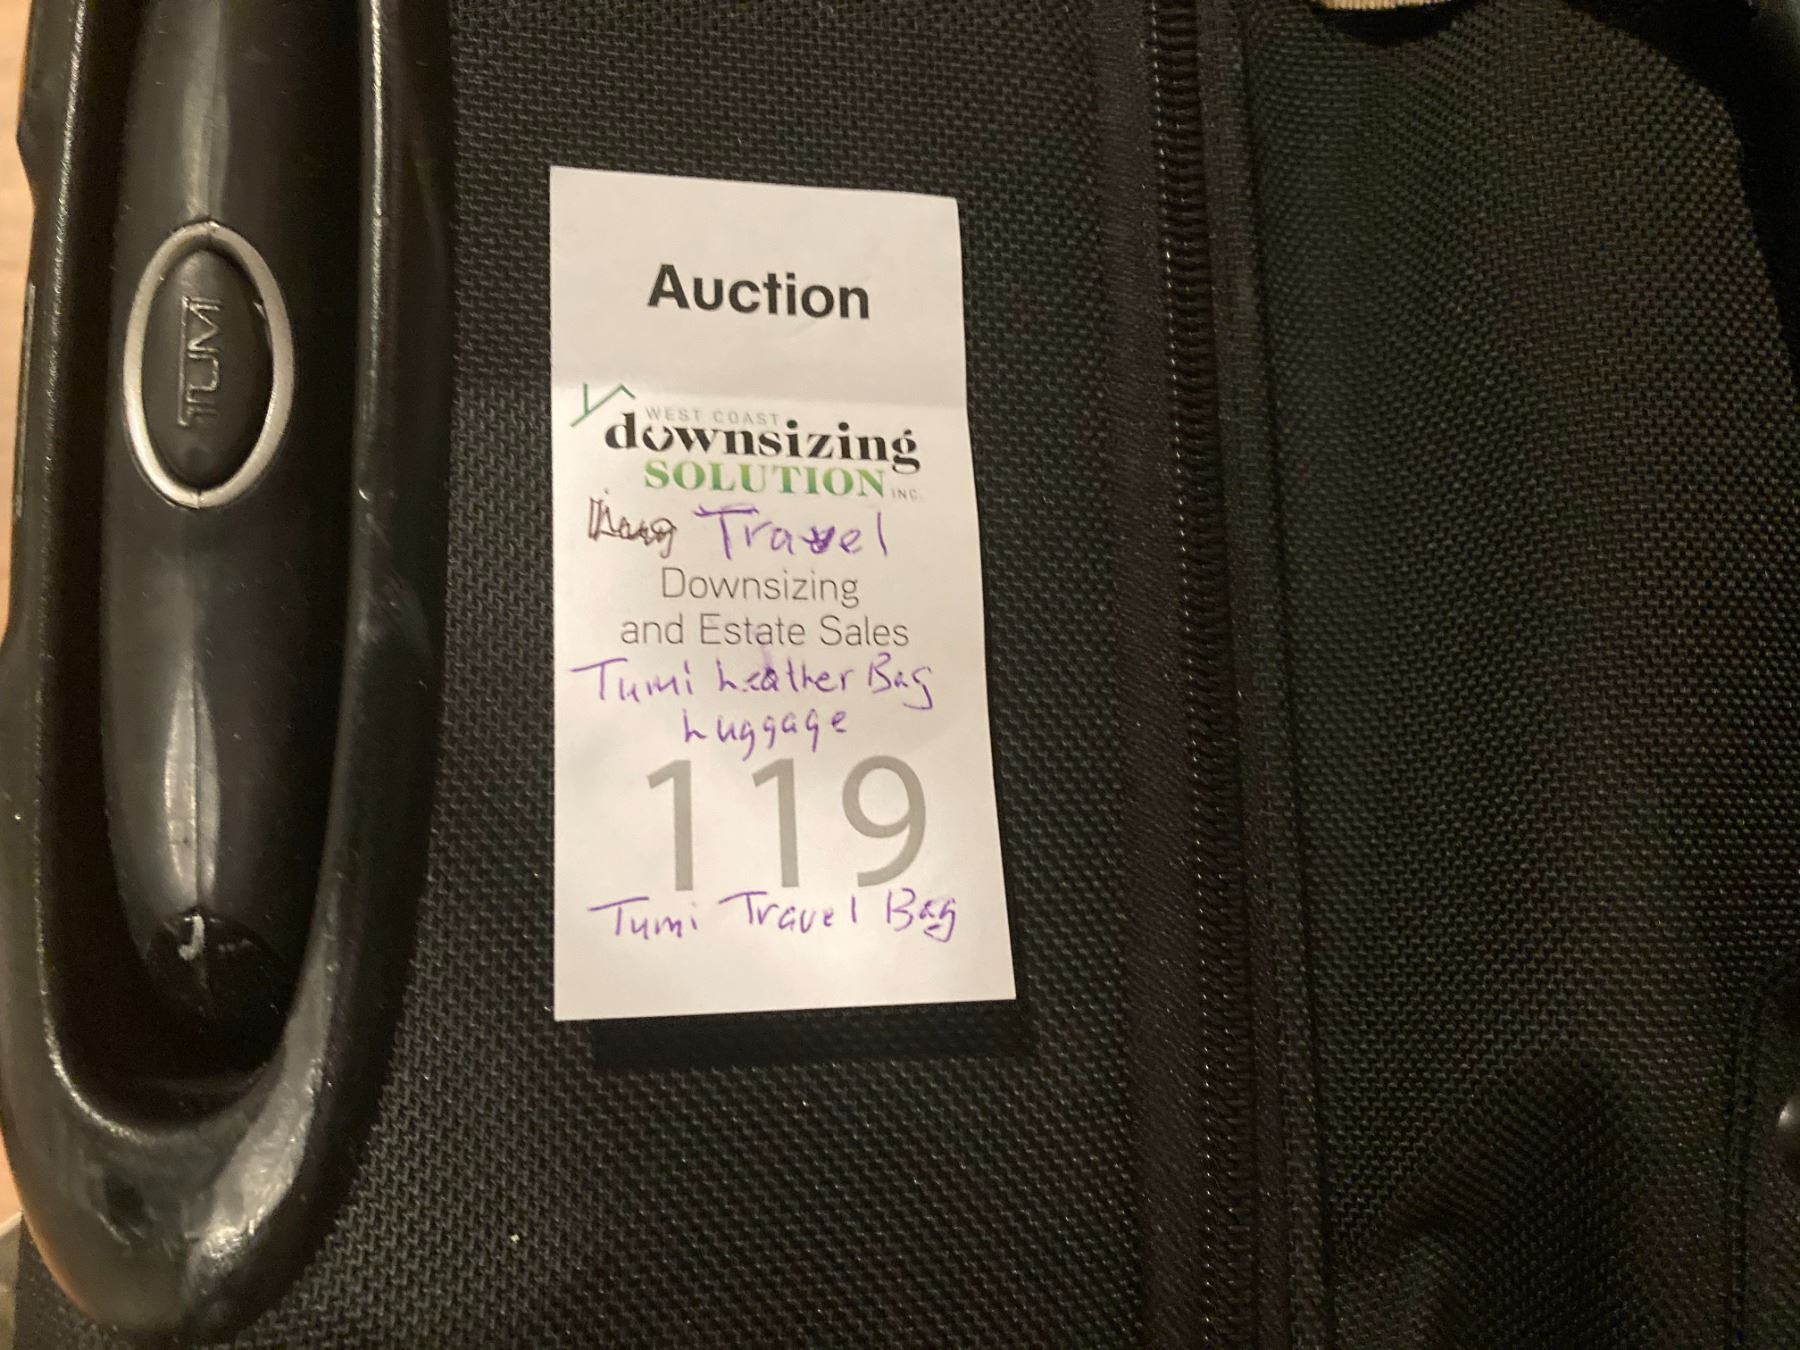 TUMI
Auction
WEST COAST
downsizing
SOLUTION INC.
Travel
Downsizing
and Estate Sales
Tumi Leather Bag
Luggage
119
Tumi Travel Bag